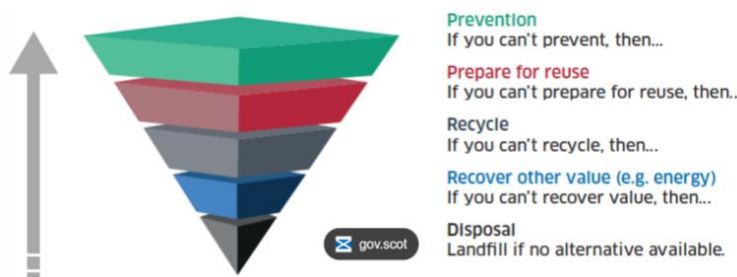 Prevention
If you can't prevent, then...
Prepare for reuse
If you can't prepare for reuse, then..
Recycle
If you can't recycle, then...
Recover other value (e.g. energy)
If you can't recover value, then...
Disposal
Landfill if no alternative available.
gov.scot